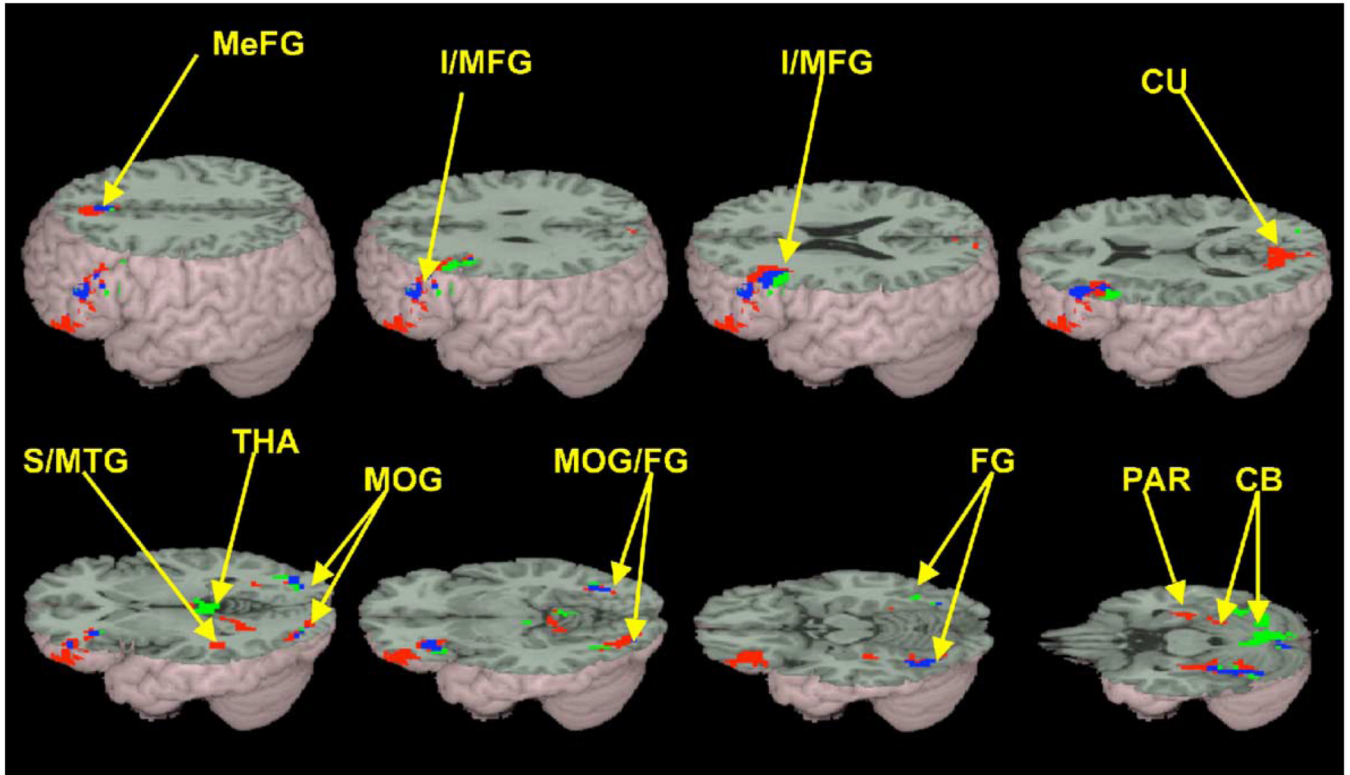 MeFG
I/MFG
I/MFG
CU
S/MTG
THA
MOG
MOG/FG
FG
PAR
CB